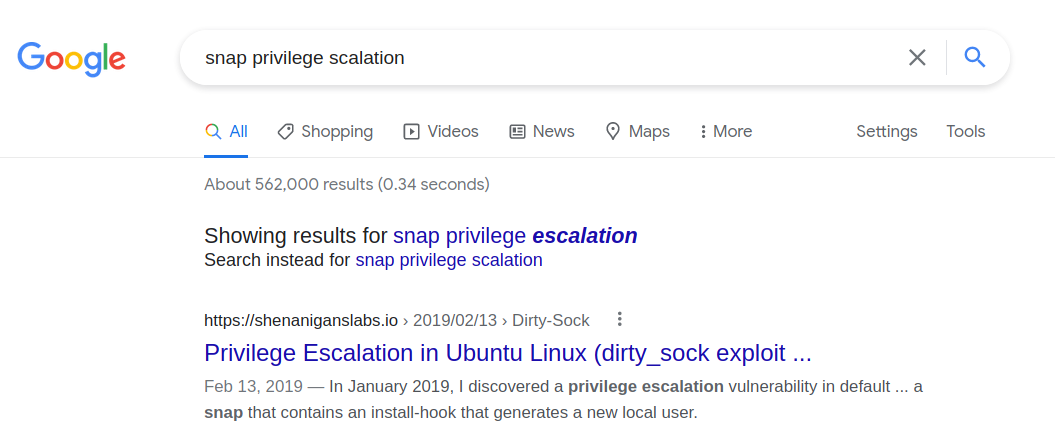 Google
snap privilege scalation
All Shopping Videos News Maps More Settings Tools
About 562,000 results (0.34 seconds)
Showing results for snap privilege escalation
Search instead for snap privilege scalation
https://shenaniganslabs.io › 2019/02/13 › Dirty-Sock
Privilege Escalation in Ubuntu Linux (dirty_sock exploit ...
Feb 13, 2019 — In January 2019, I discovered a privilege escalation vulnerability in default ... a
snap that contains an install-hook that generates a new local user.